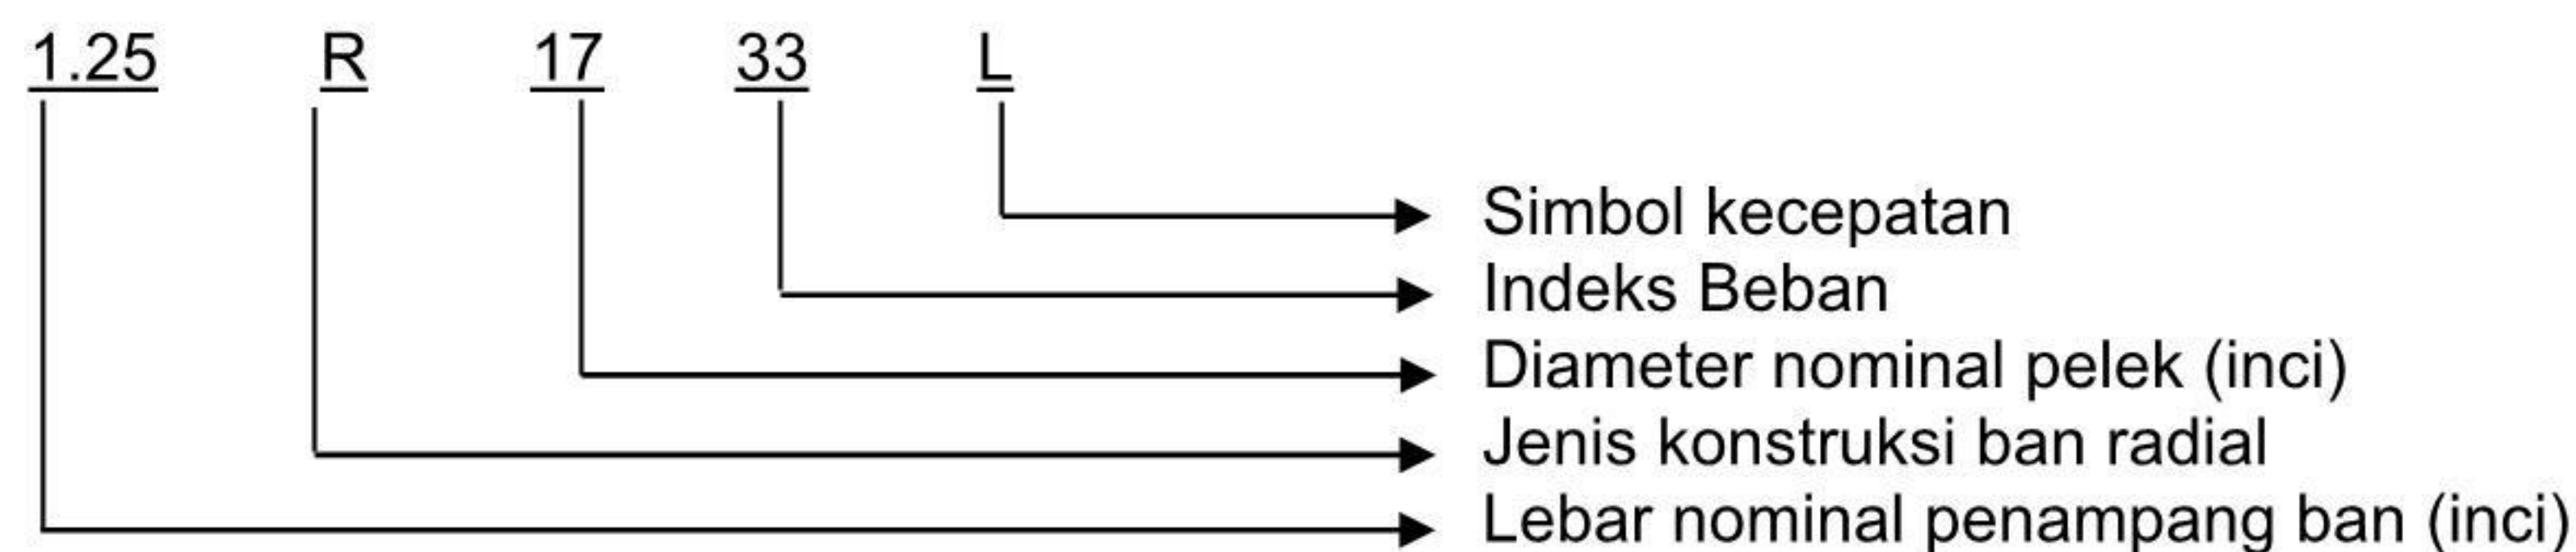 1.25 R 17 33 L
Simbol kecepatan
Indeks Beban
Diameter nominal pelek (inci)
Jenis konstruksi ban radial
Lebar nominal penampang ban (inci)